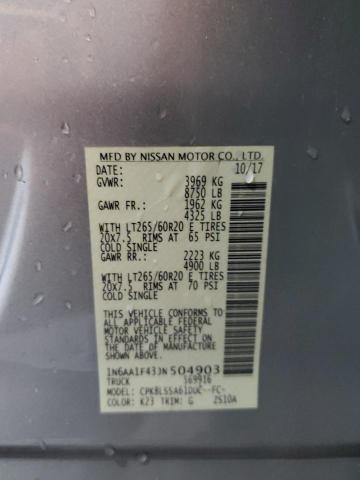 MFD BY NISSAN MOTOR CO., LTD.
DATE: 10/17
GVWR: 3969 KG
8750 LB
GAWR FR.: 1962 KG
4325 LB
WITH LT265/60R20 E TIRES
20x7.5 RIMS AT 65 PSI
COLD SINGLE
GAWR RR.: 2223 KG
4900 LB
WITH LT265/60R20 E TIRES
20x7.5 RIMS AT 70 PSI
COLD SINGLE
THIS VEHICLE CONFORMS TO ALL
APPLICABLE FEDERAL MOTOR
VEHICLE SAFETY STANDARDS
IN EFFECT ON THE DATE OF
MANUFACTURE SHOWN ABOVE.
1N6AA1F43JN504903
TRUCK 569916
MODEL: CPKBLSSA61DUC--FC-
COLOR: K23 TRIM: G 2510A